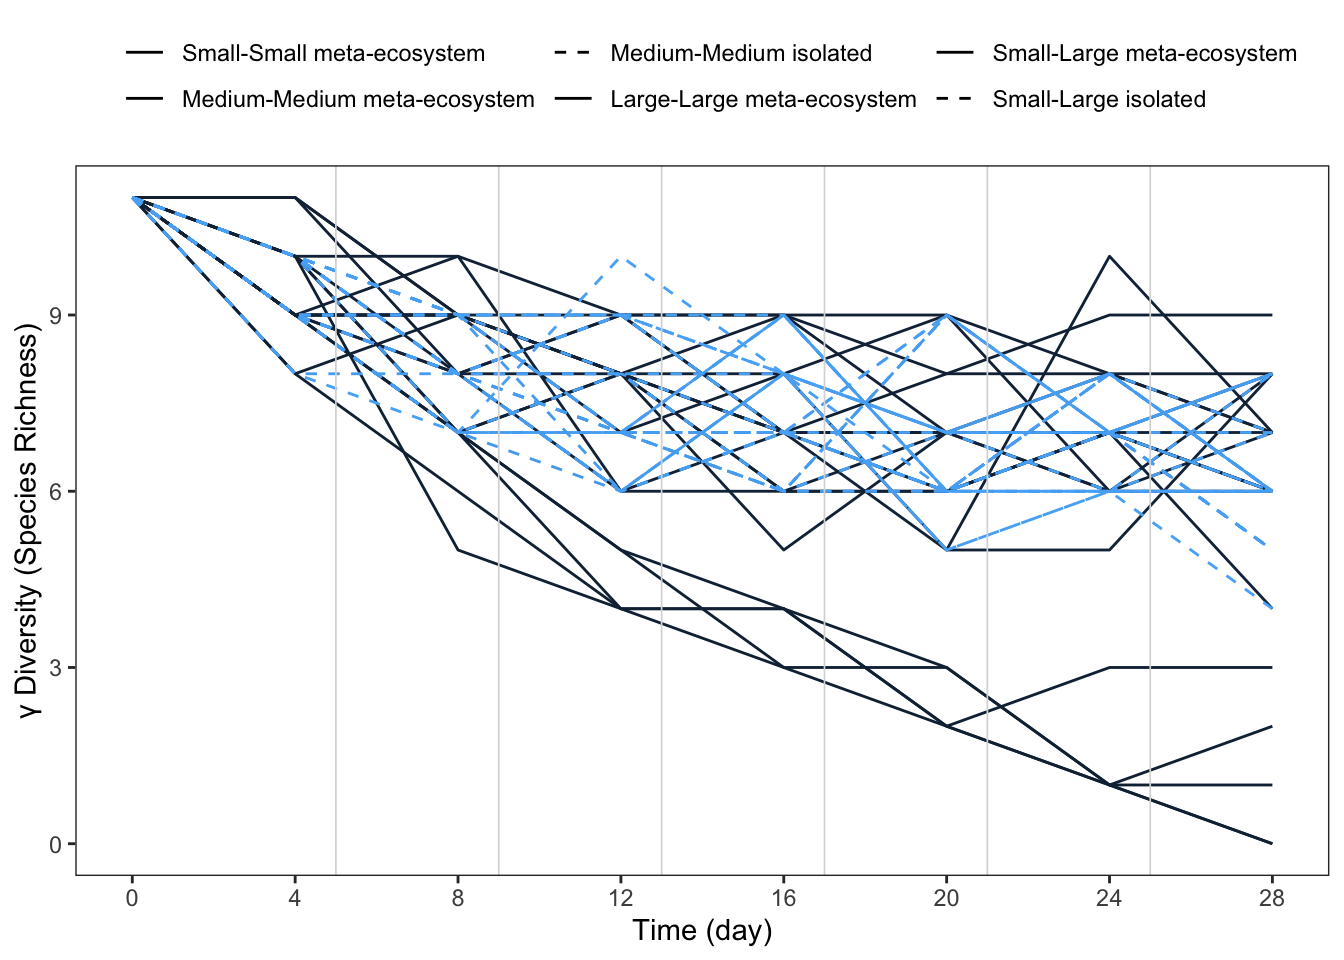 Small-Small meta-ecosystem Medium-Medium isolated Small-Large meta-ecosystem
Medium-Medium meta-ecosystem Large-Large meta-ecosystem Small-Large isolated
γ Diversity (Species Richness)
9
6
3
0
0 4 8 12 16 20 24 28
Time (day)